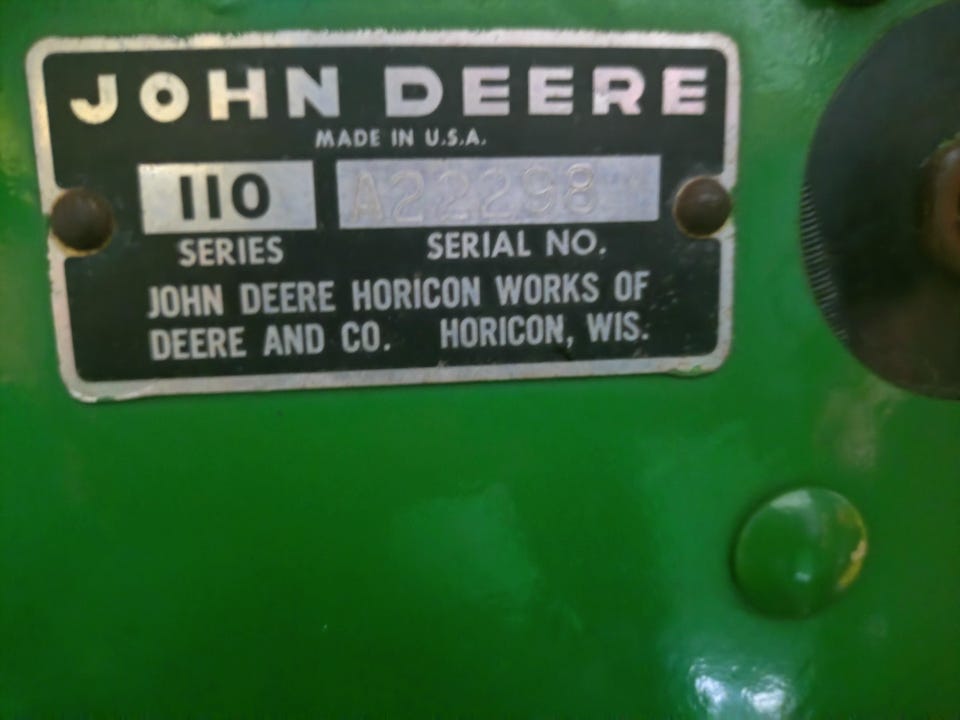 JOHN DEERE
MADE IN U.S.A.
110 A22298
SERIES SERIAL NO.
JOHN DEERE HORICON WORKS OF
DEERE AND CO. HORICON, WIS.